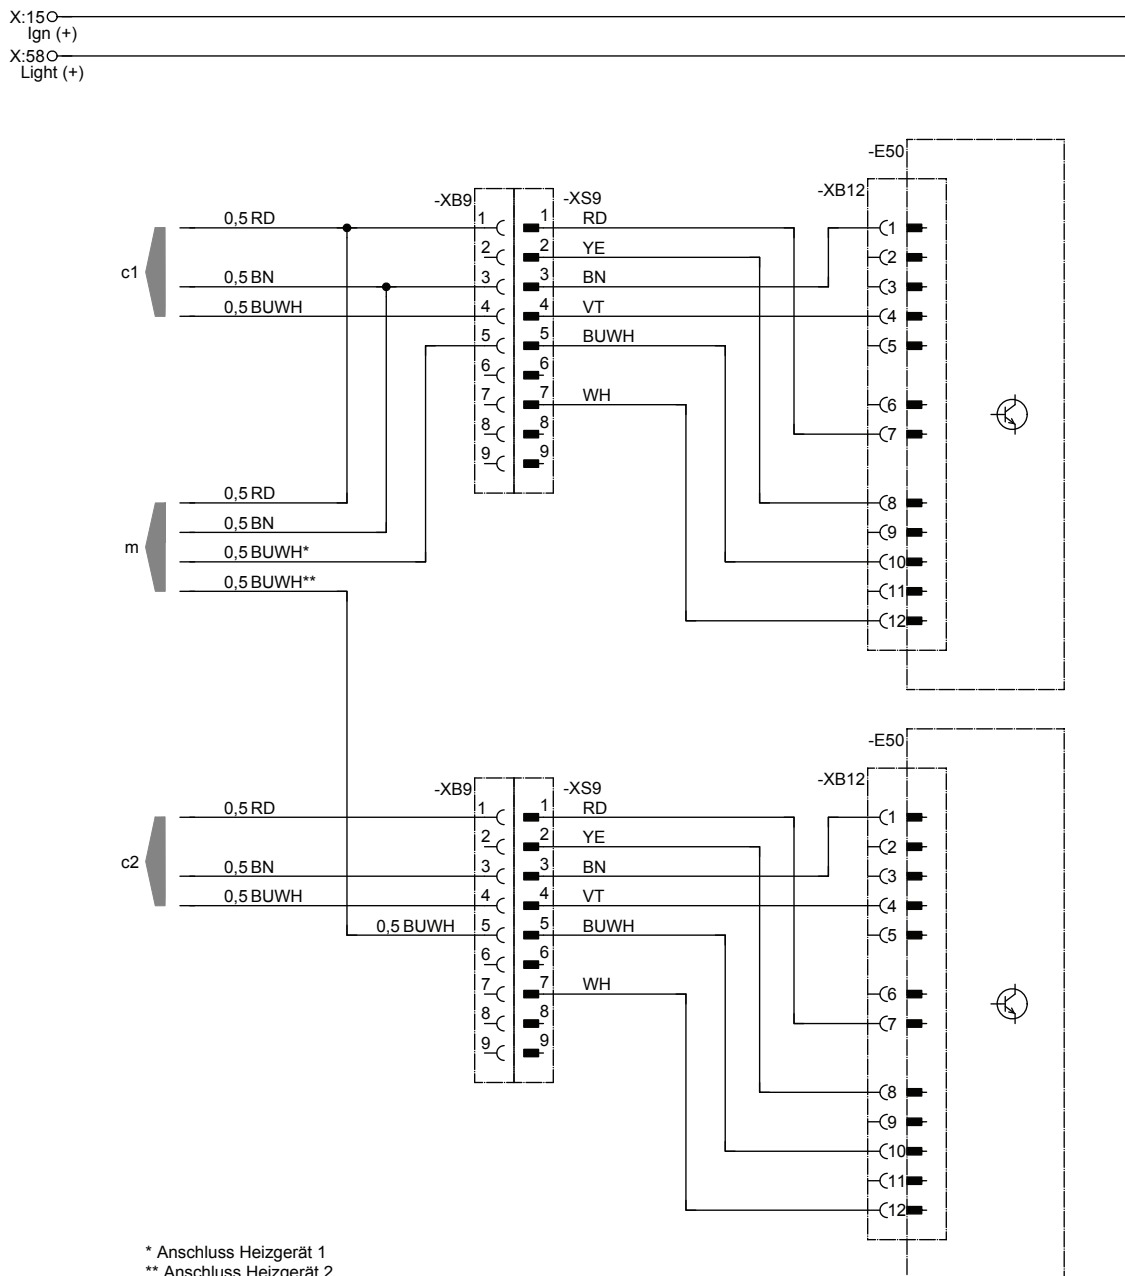 X:15
Ign (+)
X:58
Light (+)
-E50
-XB12
-XB9
-XS9
c1
0,5 RD
0,5 BN
0,5 BUWH
1
2
3
4
5
6
7
8
9
1
2
3
4
5
6
7
8
9
RD
YE
BN
VT
BUWH
WH
1
2
3
4
5
6
7
8
9
10
11
12
m
0,5 RD
0,5 BN
0,5 BUWH*
0,5 BUWH**
-E50
-XB12
-XB9
-XS9
c2
0,5 RD
0,5 BN
0,5 BUWH
0,5 BUWH
1
2
3
4
5
6
7
8
9
1
2
3
4
5
6
7
8
9
RD
YE
BN
VT
BUWH
WH
1
2
3
4
5
6
7
8
9
10
11
12
* Anschluss Heizgerät 1
** Anschluss Heizgerät 2